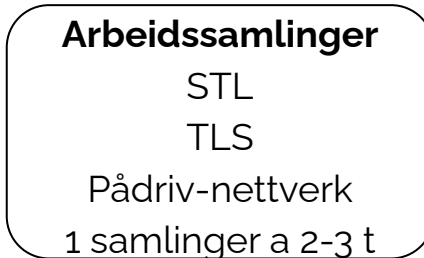 Arbeidssamlinger
STL
TLS
Pådriv-nettverk
1 samlinger a 2-3 t